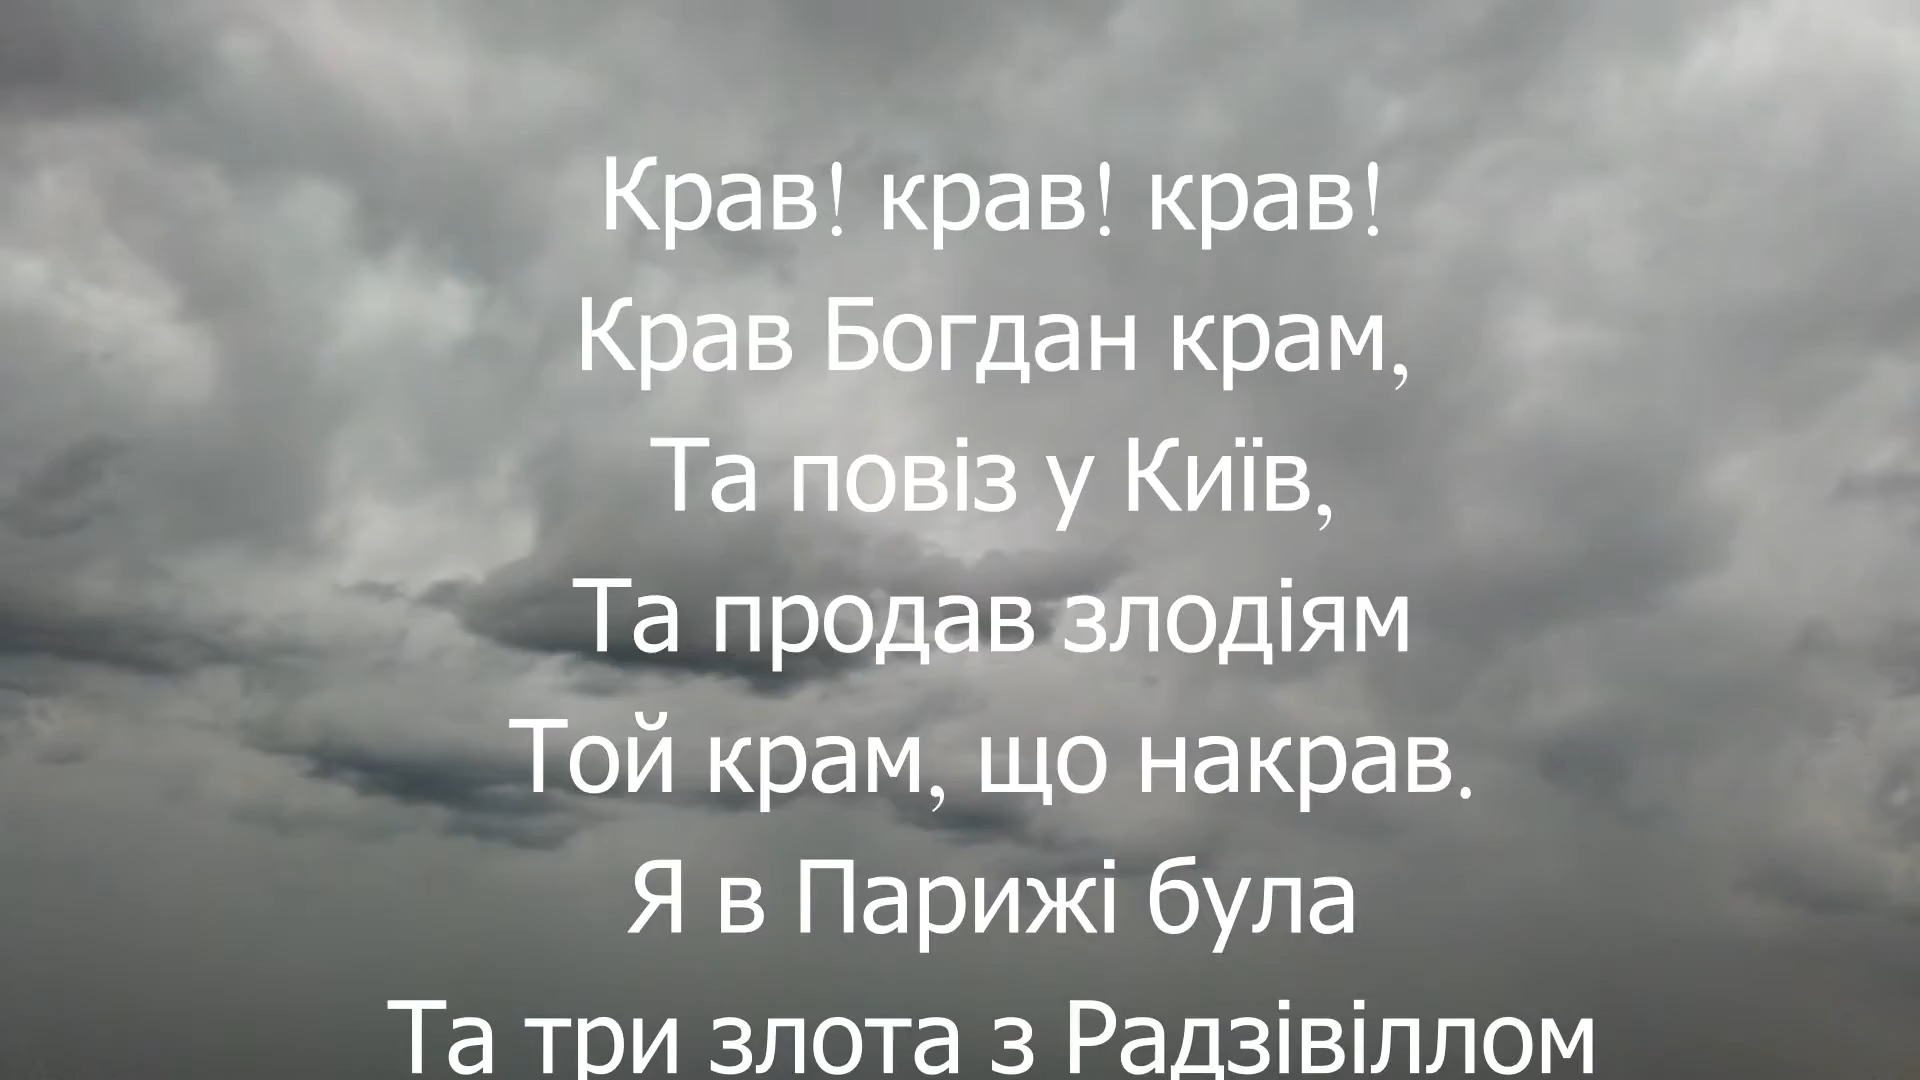 Крав! крав! крав!
Крав Богдан крам,
Та повіз у Київ,
Та продав злодіям
Той крам, що накрав.
Я в Парижі була
Та три злота з Радзівіллом